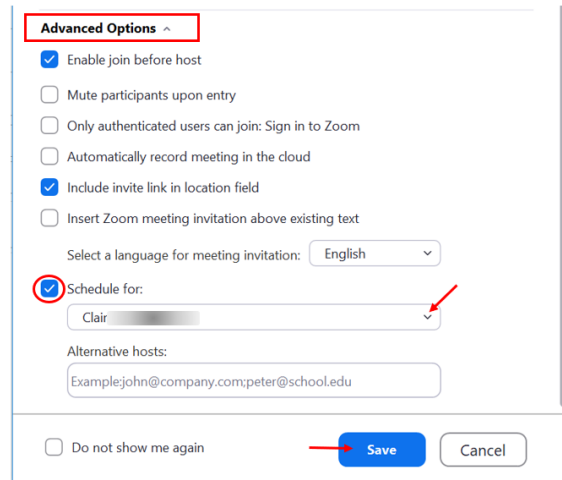 Advanced Options
Enable join before host
Mute participants upon entry
Only authenticated users can join: Sign in to Zoom
Automatically record meeting in the cloud
Include invite link in location field
Insert Zoom meeting invitation above existing text
Select a language for meeting invitation: English
Schedule for:
Alternative hosts:
Example:john@company.com;peter@school.edu
Do not show me again Save Cancel